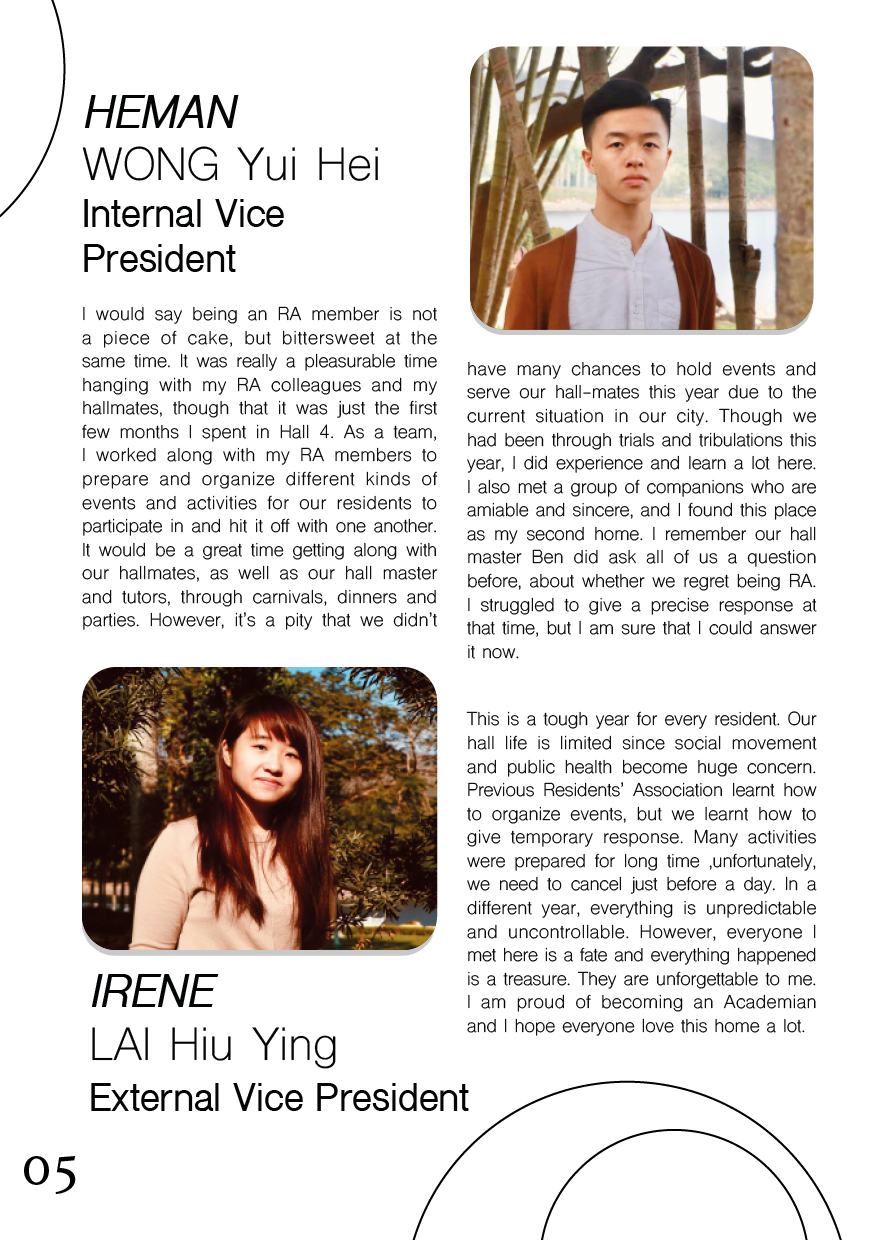 HEMAN
WONG Yui Hei
Internal Vice
President
I would say being an RA member is not
a piece of cake, but bittersweet at the
same time. It was really a pleasurable time
hanging with my RA colleagues and my
hallmates, though that it was just the first
few months I spent in Hall 4. As a team,
I worked along with my RA members to
prepare and organize different kinds of
events and activities for our residents to
participate in and hit it off with one another.
It would be a great time getting along with
our hallmates, as well as our hall master
and tutors, through carnivals, dinners and
parties. However, it’s a pity that we didn’t
have many chances to hold events and
serve our hall-mates this year due to the
current situation in our city. Though we
had been through trials and tribulations this
year, I did experience and learn a lot here.
I also met a group of companions who are
amiable and sincere, and I found this place
as my second home. I remember our hall
master Ben did ask all of us a question
before, about whether we regret being RA.
I struggled to give a precise response at
that time, but I am sure that I could answer
it now.
IRENE
LAI Hiu Ying
External Vice President
This is a tough year for every resident. Our
hall life is limited since social movement
and public health become huge concern.
Previous Residents’ Association learnt how
to organize events, but we learnt how to
give temporary response. Many activities
were prepared for long time ,unfortunately,
we need to cancel just before a day. In a
different year, everything is unpredictable
and uncontrollable. However, everyone I
met here is a fate and everything happened
is a treasure. They are unforgettable to me.
I am proud of becoming an Academian
and I hope everyone love this home a lot.
05